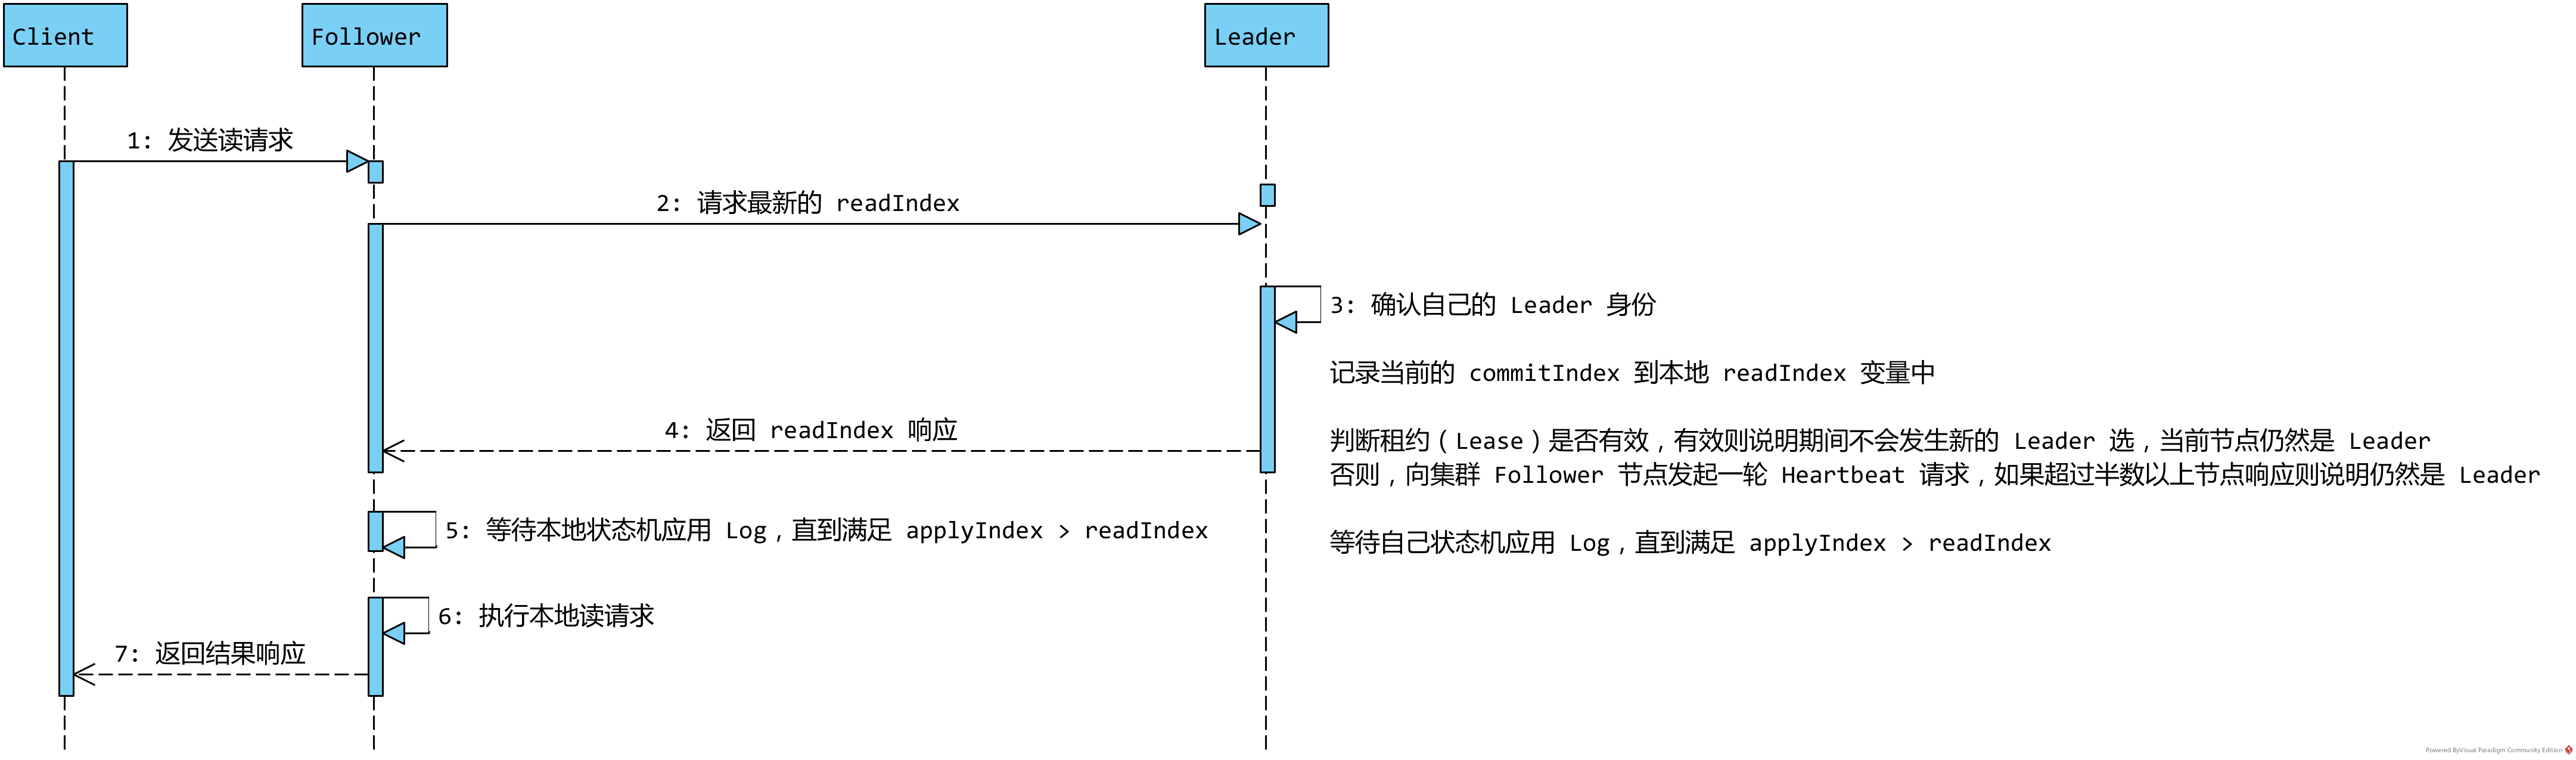 Client
Follower
Leader
1: 发送读请求
2: 请求最新的 readIndex
3: 确认自己的 Leader 身份
记录当前的 commitIndex 到本地 readIndex 变量中
判断租约（Lease）是否有效，有效则说明期间不会发生新的 Leader 选，当前节点仍然是 Leader
否则，向集群 Follower 节点发起一轮 Heartbeat 请求，如果超过半数以上节点响应则说明仍然是 Leader
等待自己状态机应用 Log，直到满足 applyIndex > readIndex
4: 返回 readIndex 响应
5: 等待本地状态机应用 Log，直到满足 applyIndex > readIndex
6: 执行本地读请求
7: 返回结果响应
Powered ByVisual Paradigm Community Edition